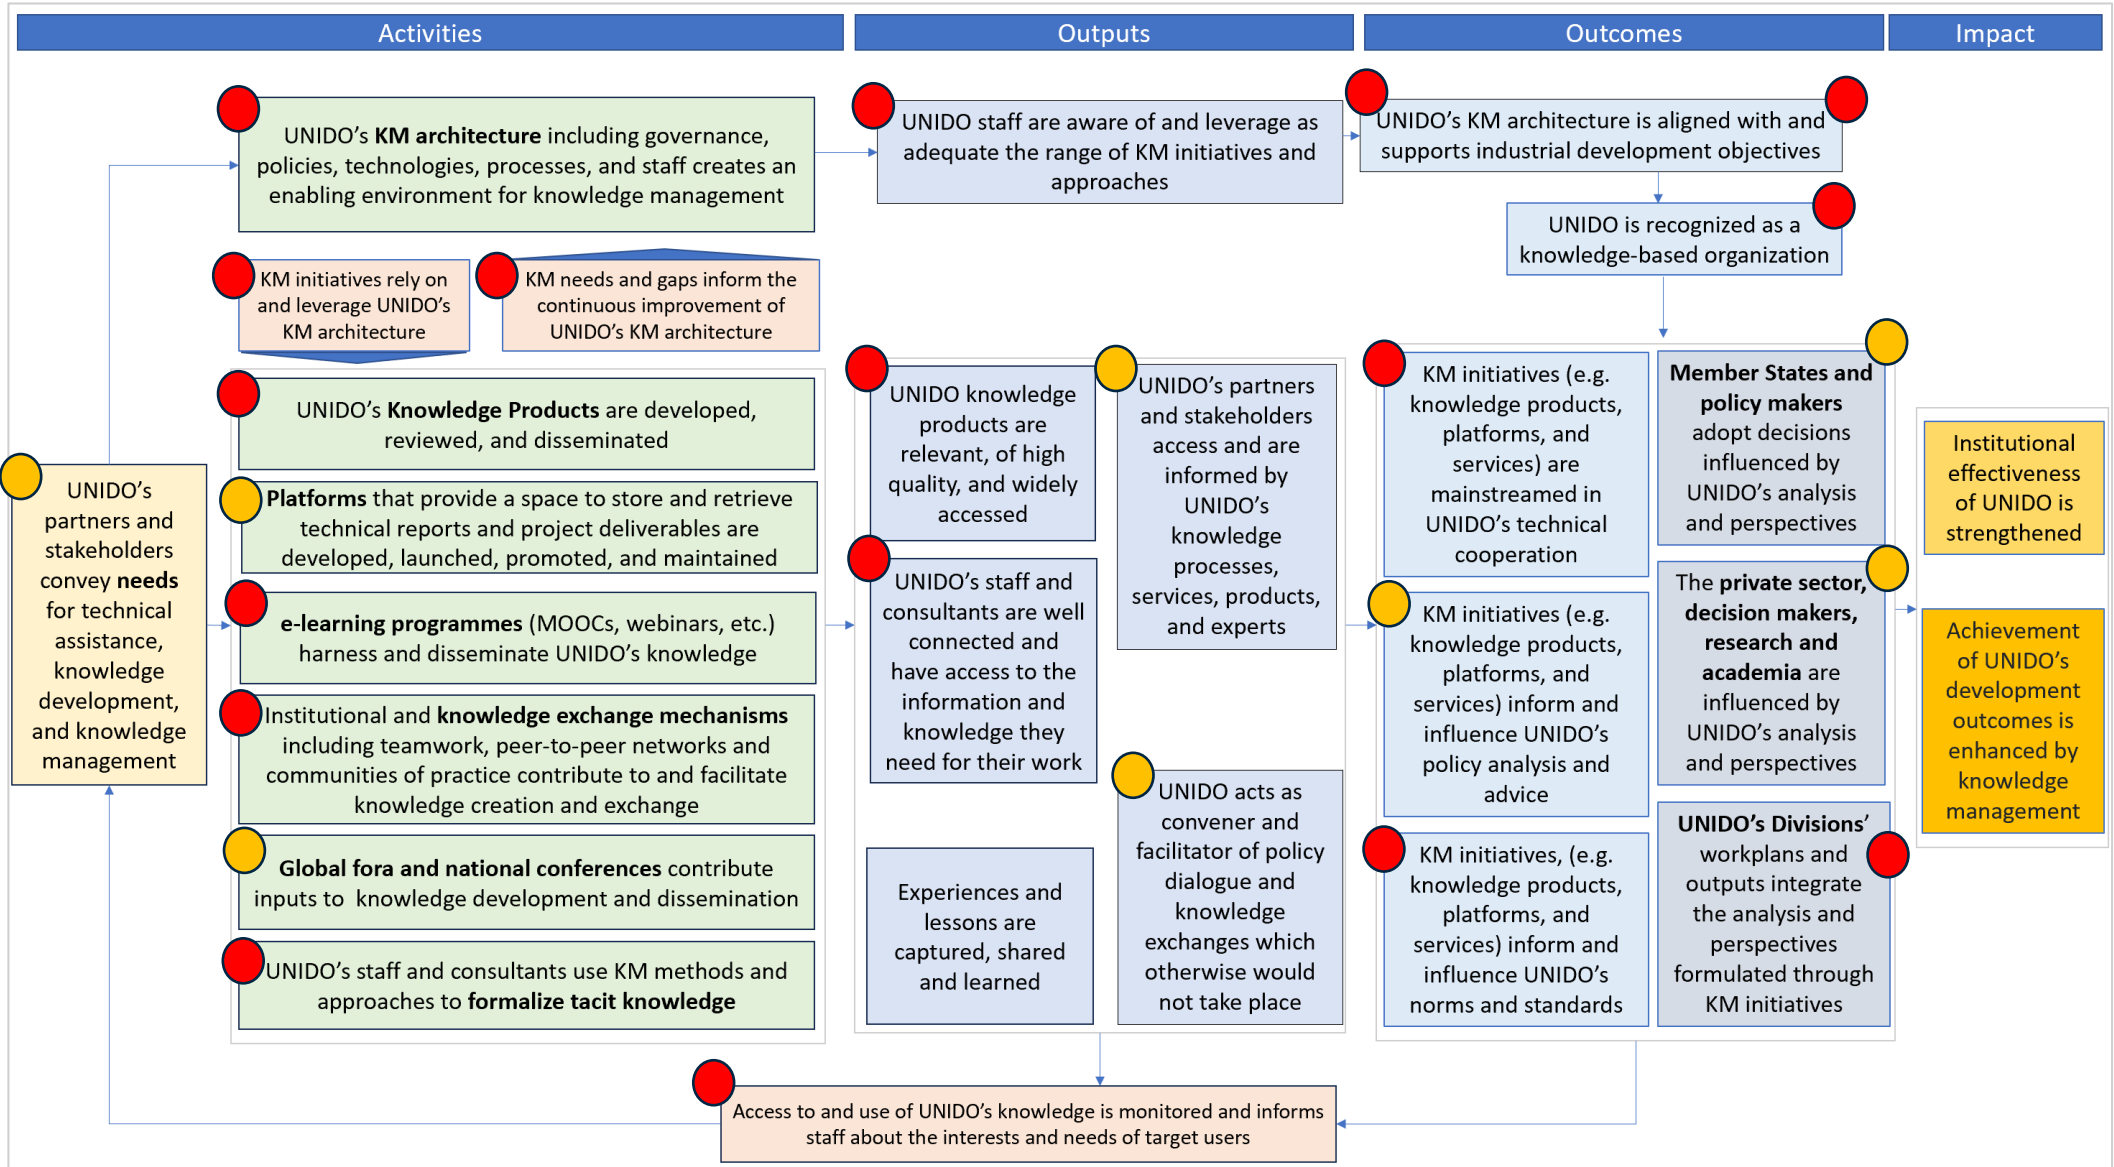 Activities
Outputs
Outcomes
Impact
UNIDO's KM architecture including governance,
policies, technologies, processes, and staff creates an
enabling environment for knowledge management
UNIDO staff are aware of and leverage as
adequate the range of KM initiatives and
approaches
UNIDO's KM architecture is aligned with and
supports industrial development objectives
UNIDO is recognized as a
knowledge-based organization
KM initiatives rely on
and leverage UNIDO's
KM architecture
KM needs and gaps inform the
continuous improvement of
UNIDO's KM architecture
UNIDO's
partners and
stakeholders
convey needs
for technical
assistance,
knowledge
development,
and knowledge
management
UNIDO's Knowledge Products are developed,
reviewed, and disseminated
Platforms that provide a space to store and retrieve
technical reports and project deliverables are
developed, launched, promoted, and maintained
e-learning programmes (MOOCs, webinars, etc.)
harness and disseminate UNIDO's knowledge
Institutional and knowledge exchange mechanisms
including teamwork, peer-to-peer networks and
communities of practice contribute to and facilitate
knowledge creation and exchange
Global fora and national conferences contribute
inputs to  knowledge development and dissemination
UNIDO's staff and consultants use KM methods and
approaches to formalize tacit knowledge
UNIDO knowledge
products are
relevant, of high
quality, and widely
accessed
UNIDO's staff and
consultants are well
connected and
have access to the
information and
knowledge they
need for their work
Experiences and
lessons are
captured, shared
and learned
UNIDO's partners
and stakeholders
access and are
informed by
UNIDO's
knowledge
processes,
services, products,
and experts
UNIDO acts as
convener and
facilitator of policy
dialogue and
knowledge
exchanges which
otherwise would
not take place
KM initiatives (e.g.
knowledge products,
platforms, and
services) are
mainstreamed in
UNIDO's technical
cooperation
KM initiatives (e.g.
knowledge products,
platforms, and
services) inform and
influence UNIDO's
policy analysis and
advice
KM initiatives, (e.g.
knowledge products,
platforms, and
services) inform and
influence UNIDO's
norms and standards
Member States and
policy makers
adopt decisions
influenced by
UNIDO's analysis
and perspectives
The private sector,
decision makers,
research and
academia are
influenced by
UNIDO's analysis
and perspectives
UNIDO's Divisions'
workplans and
outputs integrate
the analysis and
perspectives
formulated through
KM initiatives
Institutional
effectiveness
of UNIDO is
strengthened
Achievement
of UNIDO's
development
outcomes is
enhanced by
knowledge
management
Access to and use of UNIDO's knowledge is monitored and informs
staff about the interests and needs of target users